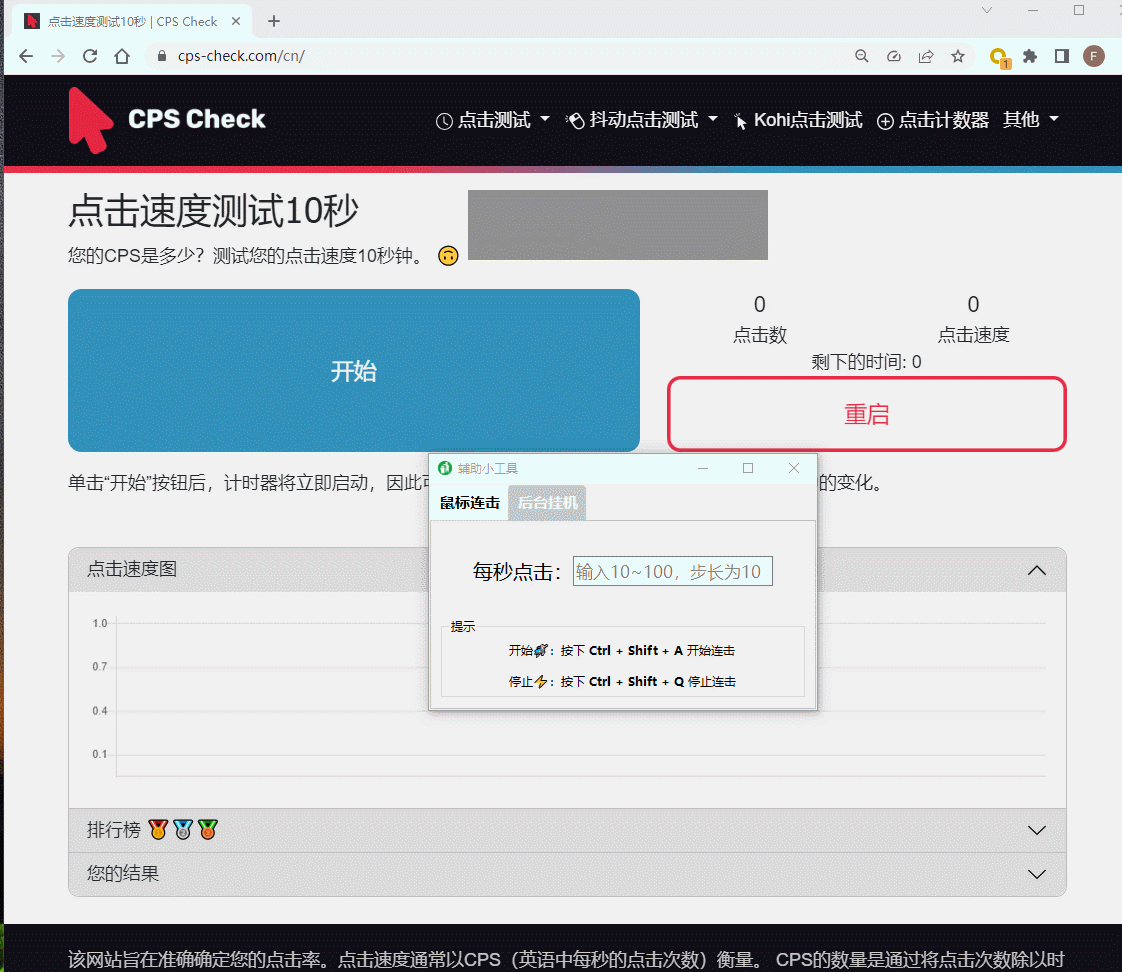 点击速度测试10秒 | CPS Check
cps-check.com/cn/
1
F
CPS Check
点击测试
抖动点击测试
Kohi点击测试
点击计数器
其他
点击速度测试10秒
您的CPS是多少？测试您的点击速度10秒钟。
开始
0
0
点击数
点击速度
剩下的时间: 0
重启
单击“开始”按钮后，计时器将立即启动，因此
的变化。
辅助小工具
鼠标连击
后台挂机
每秒点击：
输入10~100，步长为10
提示
开始🚀：按下 Ctrl + Shift + A 开始连击
停止⚡：按下 Ctrl + Shift + Q 停止连击
点击速度图
1.0
0.7
0.4
0.1
排行榜
您的结果
该网站旨在准确确定您的点击率。点击速度通常以CPS（英语中每秒的点击次数）衡量。 CPS的数量是通过将点击次数除以时